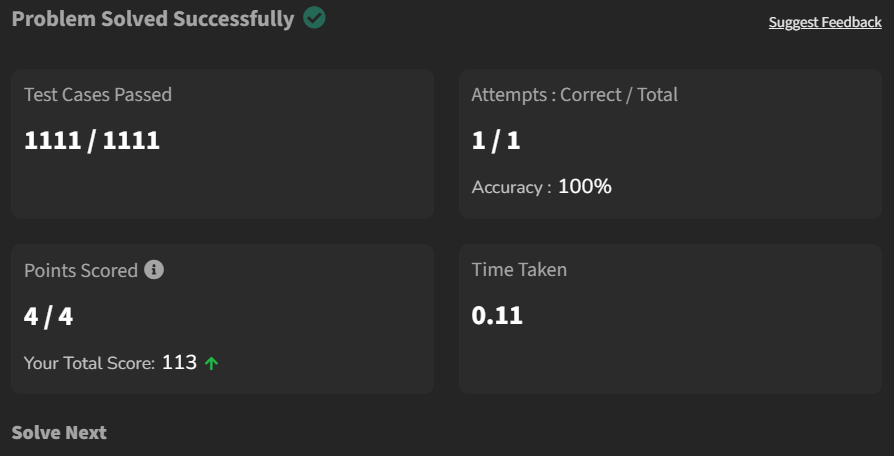 Problem Solved Successfully
Suggest Feedback
Test Cases Passed
1111 / 1111
Attempts : Correct / Total
1 / 1
Accuracy : 100%
Points Scored
4 / 4
Your Total Score: 113
Time Taken
0.11
Solve Next